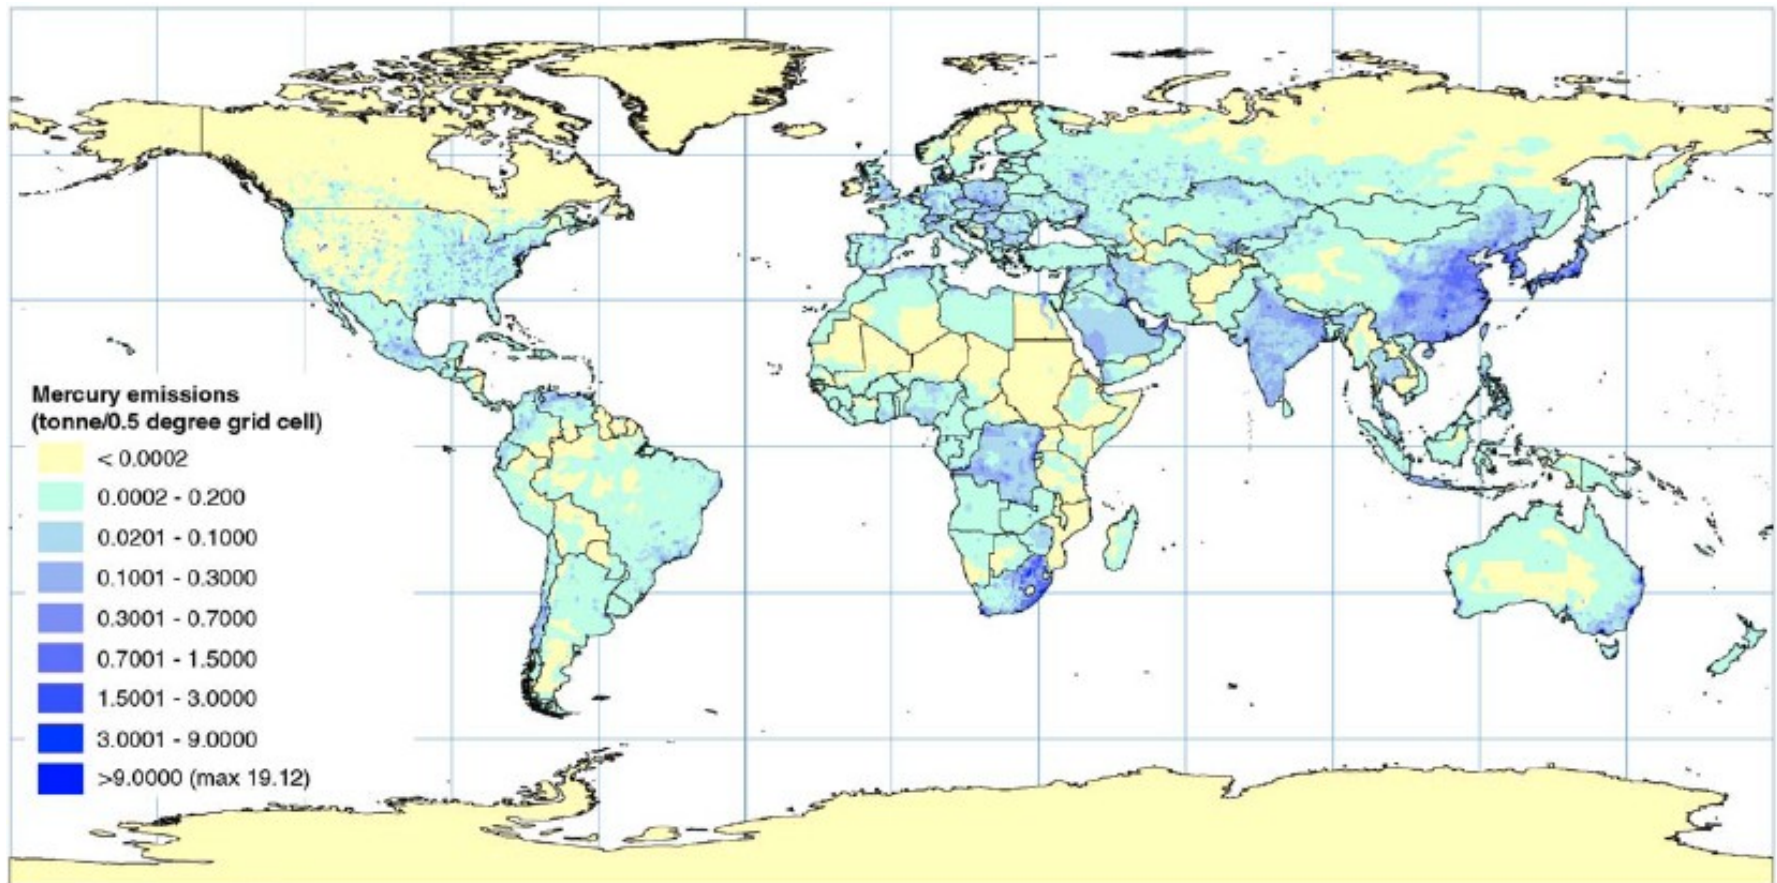 Mercury emissions
(tonne/0.5 degree grid cell)
< 0.0002
0.0002 - 0.200
0.0201 - 0.1000
0.1001 - 0.3000
0.3001 - 0.7000
0.7001 - 1.5000
1.5001 - 3.0000
3.0001 - 9.0000
>9.0000 (max 19.12)